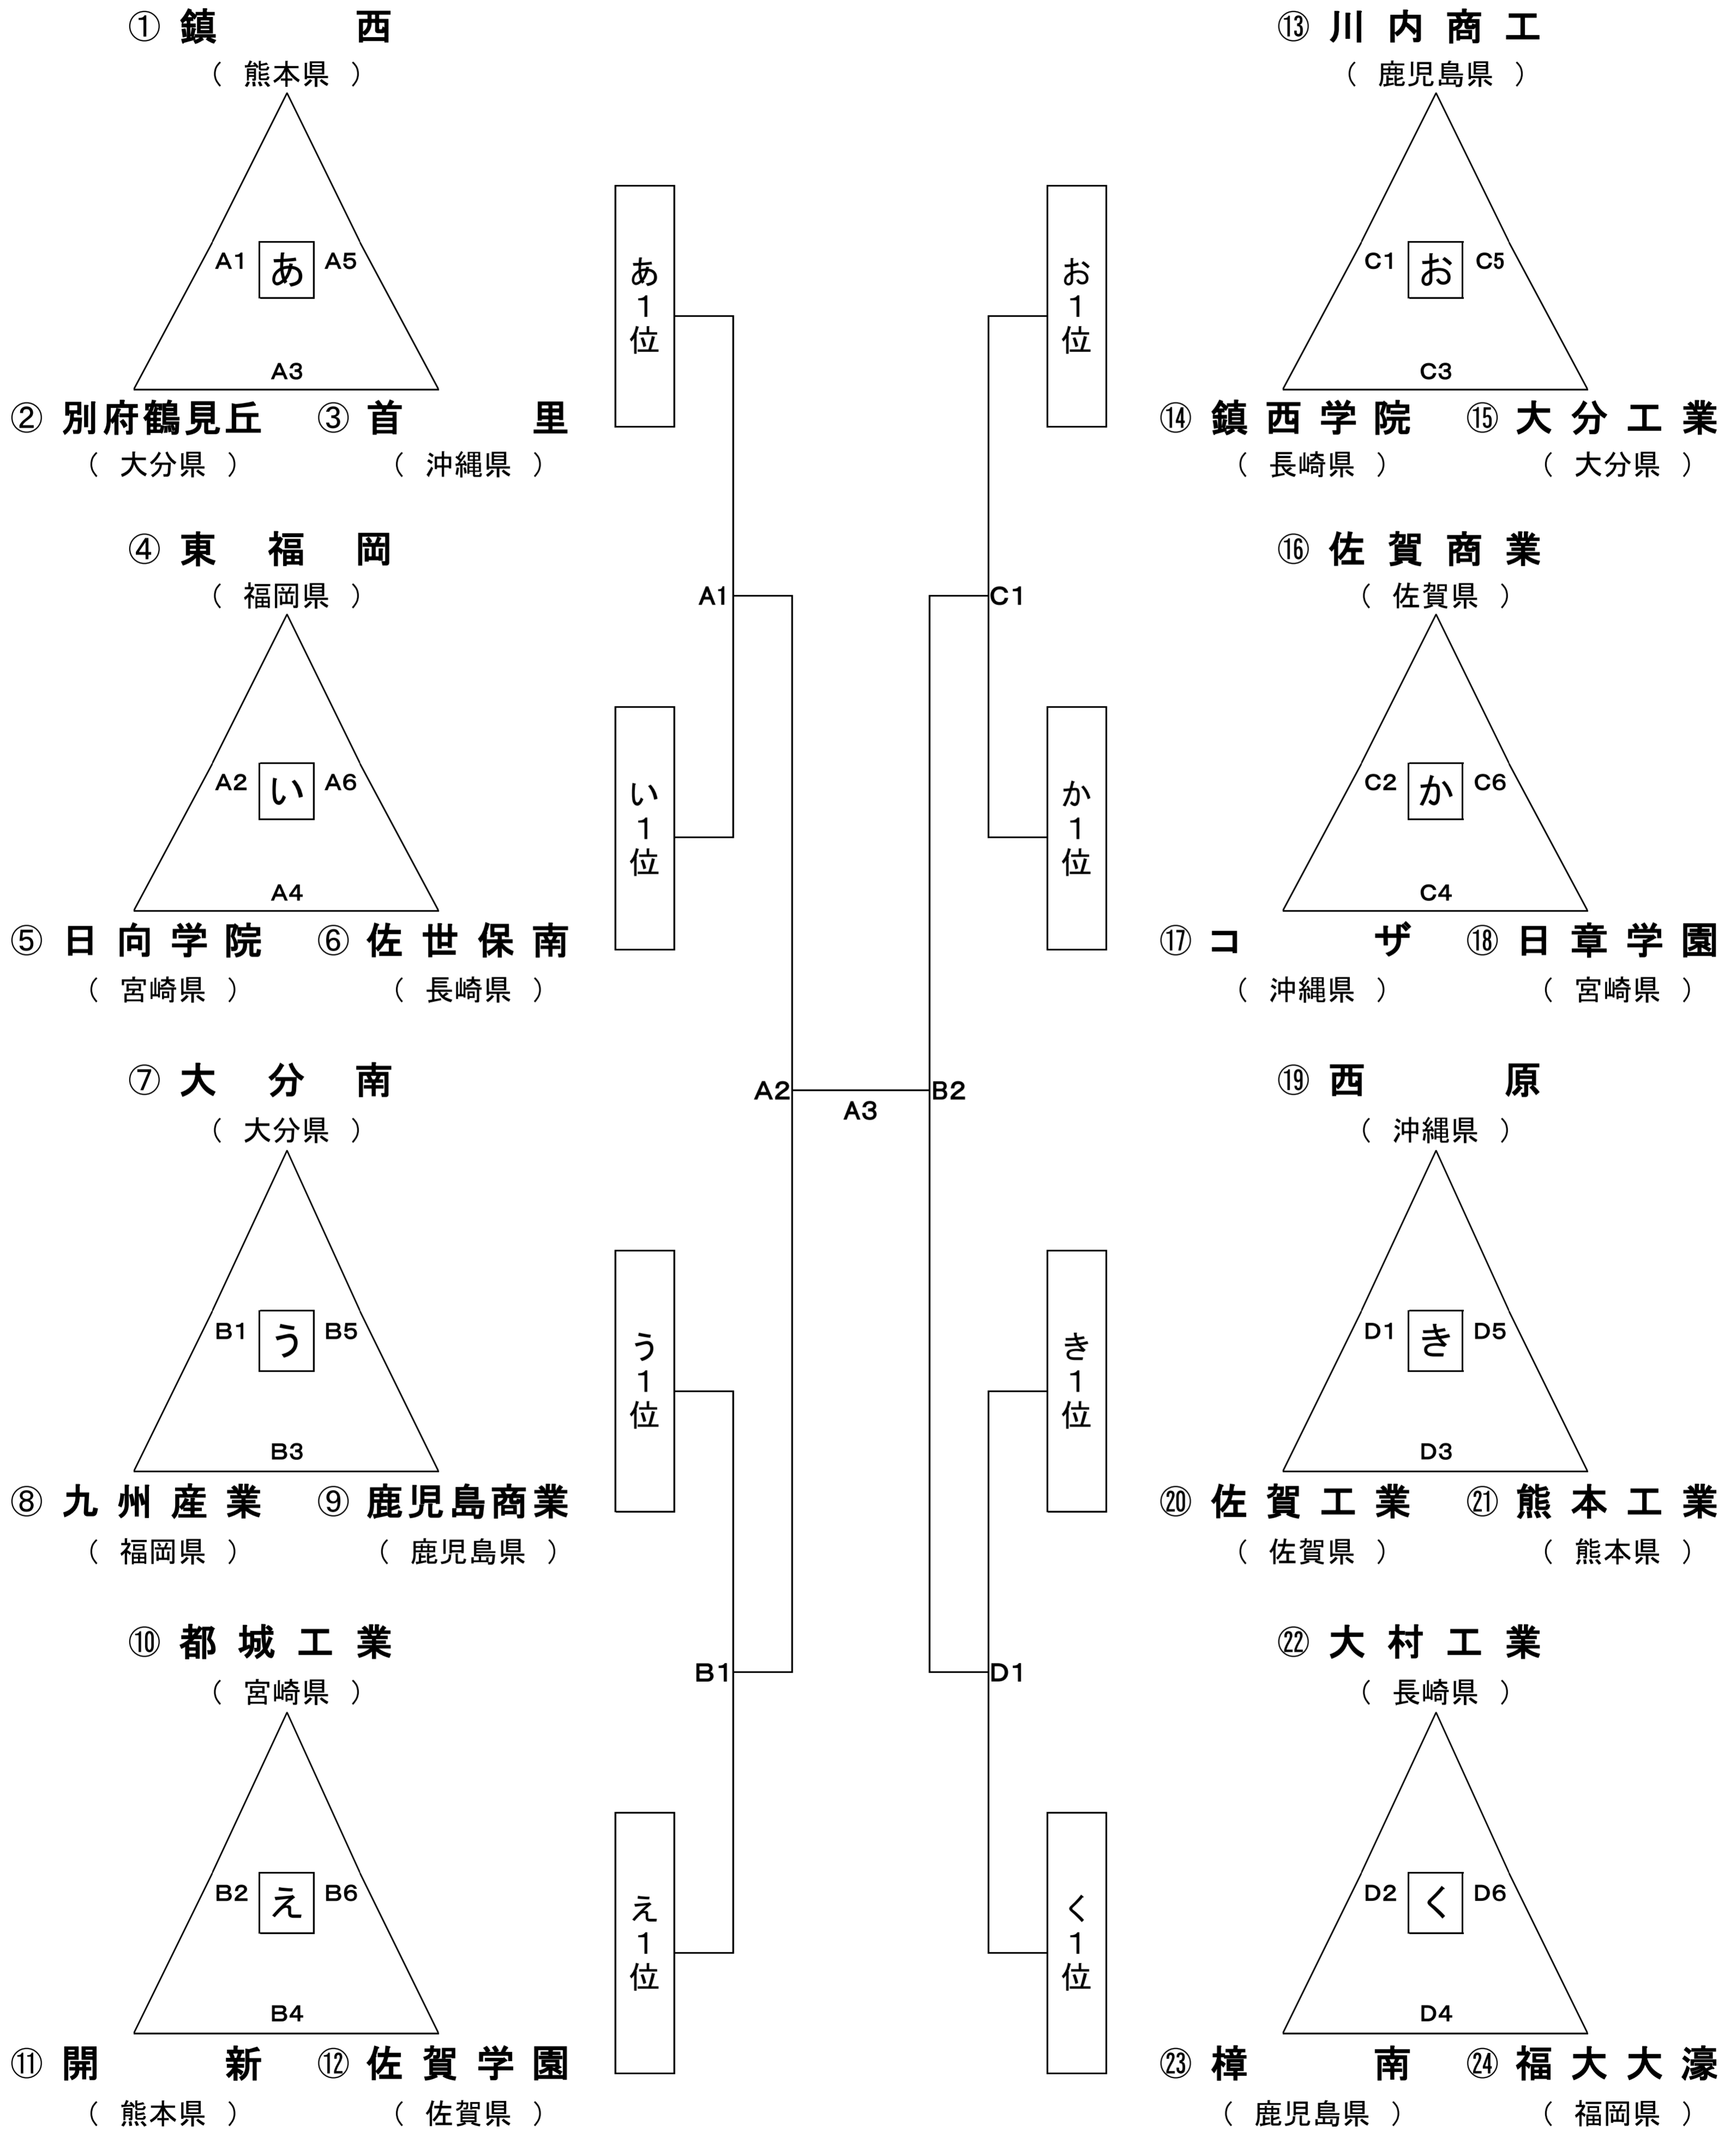 ① 鎮西
（ 熊本県 ）
A1 あ A5
A3
② 別府鶴見丘 ③ 首里
（ 大分県 ） （ 沖縄県 ）
④ 東福岡
（ 福岡県 ）
A2 い A6
A4
⑤ 日向学院 ⑥ 佐世保南
（ 宮崎県 ） （ 長崎県 ）
⑦ 大分南
（ 大分県 ）
B1 う B5
B3
⑧ 九州産業 ⑨ 鹿児島商業
（ 福岡県 ） （ 鹿児島県 ）
⑩ 都城工業
（ 宮崎県 ）
B2 え B6
B4
⑪ 開新 ⑫ 佐賀学園
（ 熊本県 ） （ 佐賀県 ）
あ1位
A1
い1位
う1位
B1
え1位
A2
A3
B2
お1位
C1
か1位
き1位
D1
く1位
⑬ 川内商工
（ 鹿児島県 ）
C1 お C5
C3
⑭ 鎮西学院 ⑮ 大分工業
（ 長崎県 ） （ 大分県 ）
⑯ 佐賀商業
（ 佐賀県 ）
C2 か C6
C4
⑰ コザ ⑱ 日章学園
（ 沖縄県 ） （ 宮崎県 ）
⑲ 西原
（ 沖縄県 ）
D1 き D5
D3
⑳ 佐賀工業 ㉑ 熊本工業
（ 佐賀県 ） （ 熊本県 ）
㉒ 大村工業
（ 長崎県 ）
D2 く D6
D4
㉓ 樟南 ㉔ 福大大濠
（ 鹿児島県 ） （ 福岡県 ）